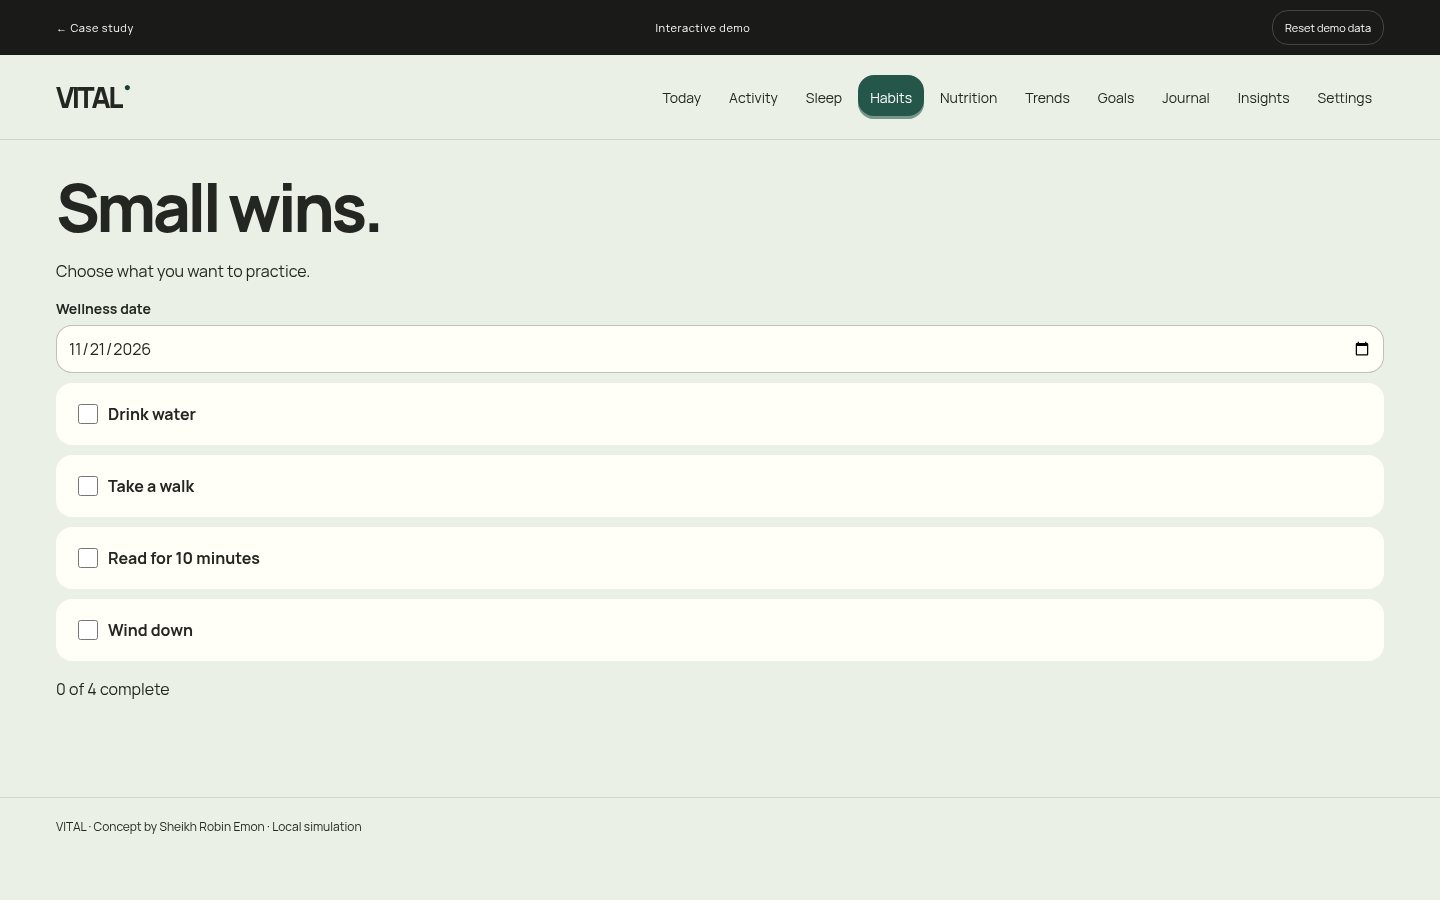 ← Case study
Interactive demo
Reset demo data
VITAL
Today
Activity
Sleep
Habits
Nutrition
Trends
Goals
Journal
Insights
Settings
Small wins.
Choose what you want to practice.
Wellness date
11/21/2026
Drink water
Take a walk
Read for 10 minutes
Wind down
0 of 4 complete
VITAL · Concept by Sheikh Robin Emon · Local simulation